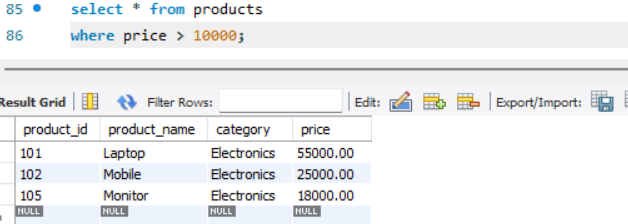 85 select * from products
86 where price > 10000;
Result Grid Filter Rows: Edit: Export/Import:
product_id product_name category price
101 Laptop Electronics 55000.00
102 Mobile Electronics 25000.00
105 Monitor Electronics 18000.00
NULL NULL NULL NULL